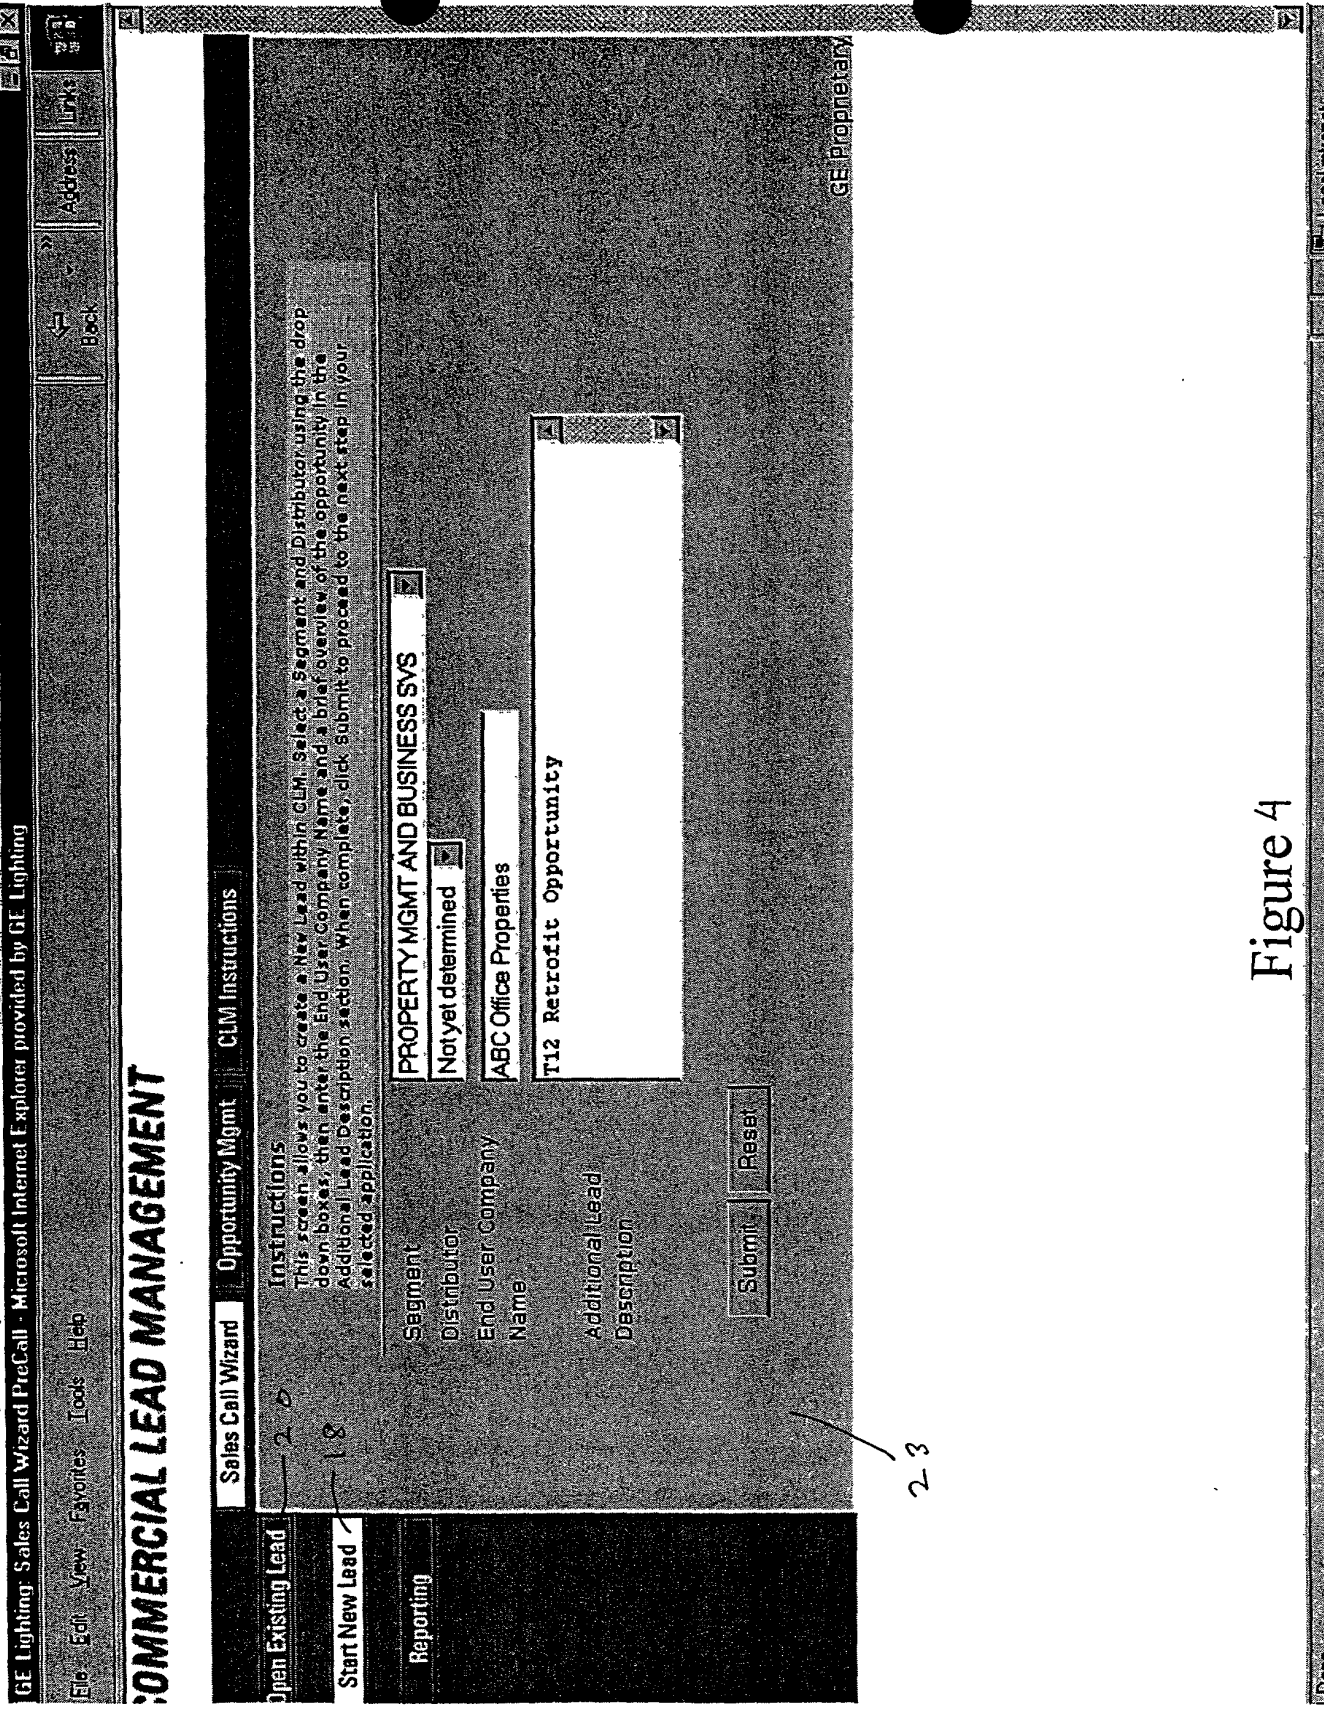 GE Lighting: Sales Call Wizard PreCall - Microsoft Internet Explorer provided by GE Lighting
File Edit View Favorites Tools Help
Back » Address Links
COMMERCIAL LEAD MANAGEMENT
Sales Call Wizard Opportunity Mgmt CLM Instructions
Open Existing Lead
20
Start New Lead
18
Reporting
Instructions
This screen allows you to create a New Lead within CLM. Select a Segment and Distributor using the drop
down boxes, then enter the End User Company Name and a brief overview of the opportunity in the
Additional Lead Description section. When complete, click submit to proceed to the next step in your
selected application.
Segment PROPERTY MGMT AND BUSINESS SVS
Distributor Not yet determined
End User Company
Name ABC Office Properties
Additional Lead
Description T12 Retrofit Opportunity
Submit Reset
GE Proprietary
23
Figure 4